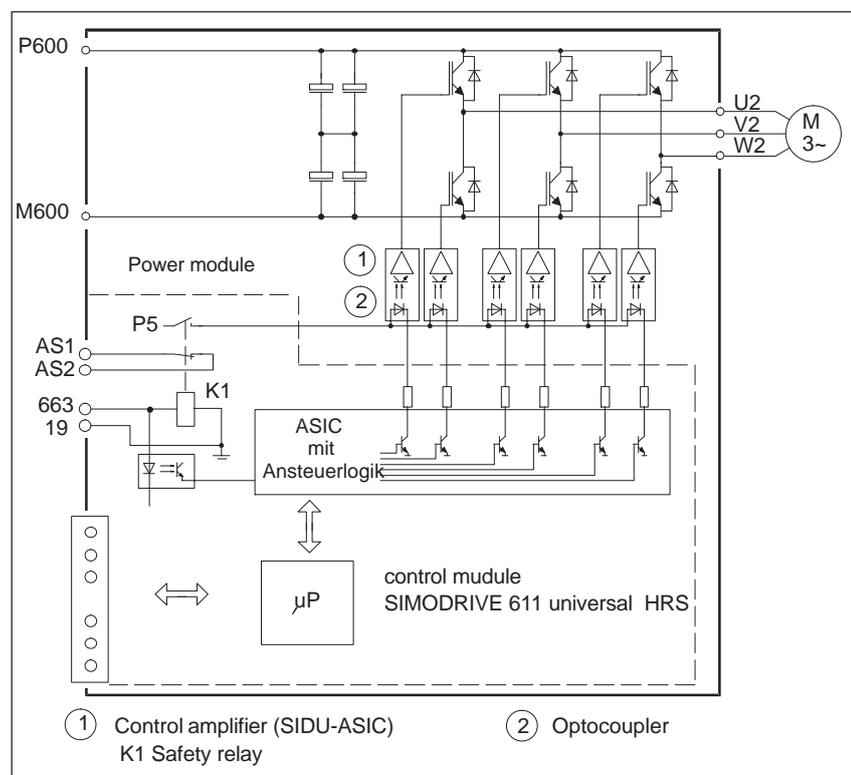 P600
U2
M
V2
3~
W2
M600
1
Power module
2
P5
AS1
AS2
K1
663
19
ASIC
mit
Ansteuerlogik
control mudule
µP
SIMODRIVE 611 universal HRS
1 Control amplifier (SIDU-ASIC)
2 Optocoupler
K1 Safety relay